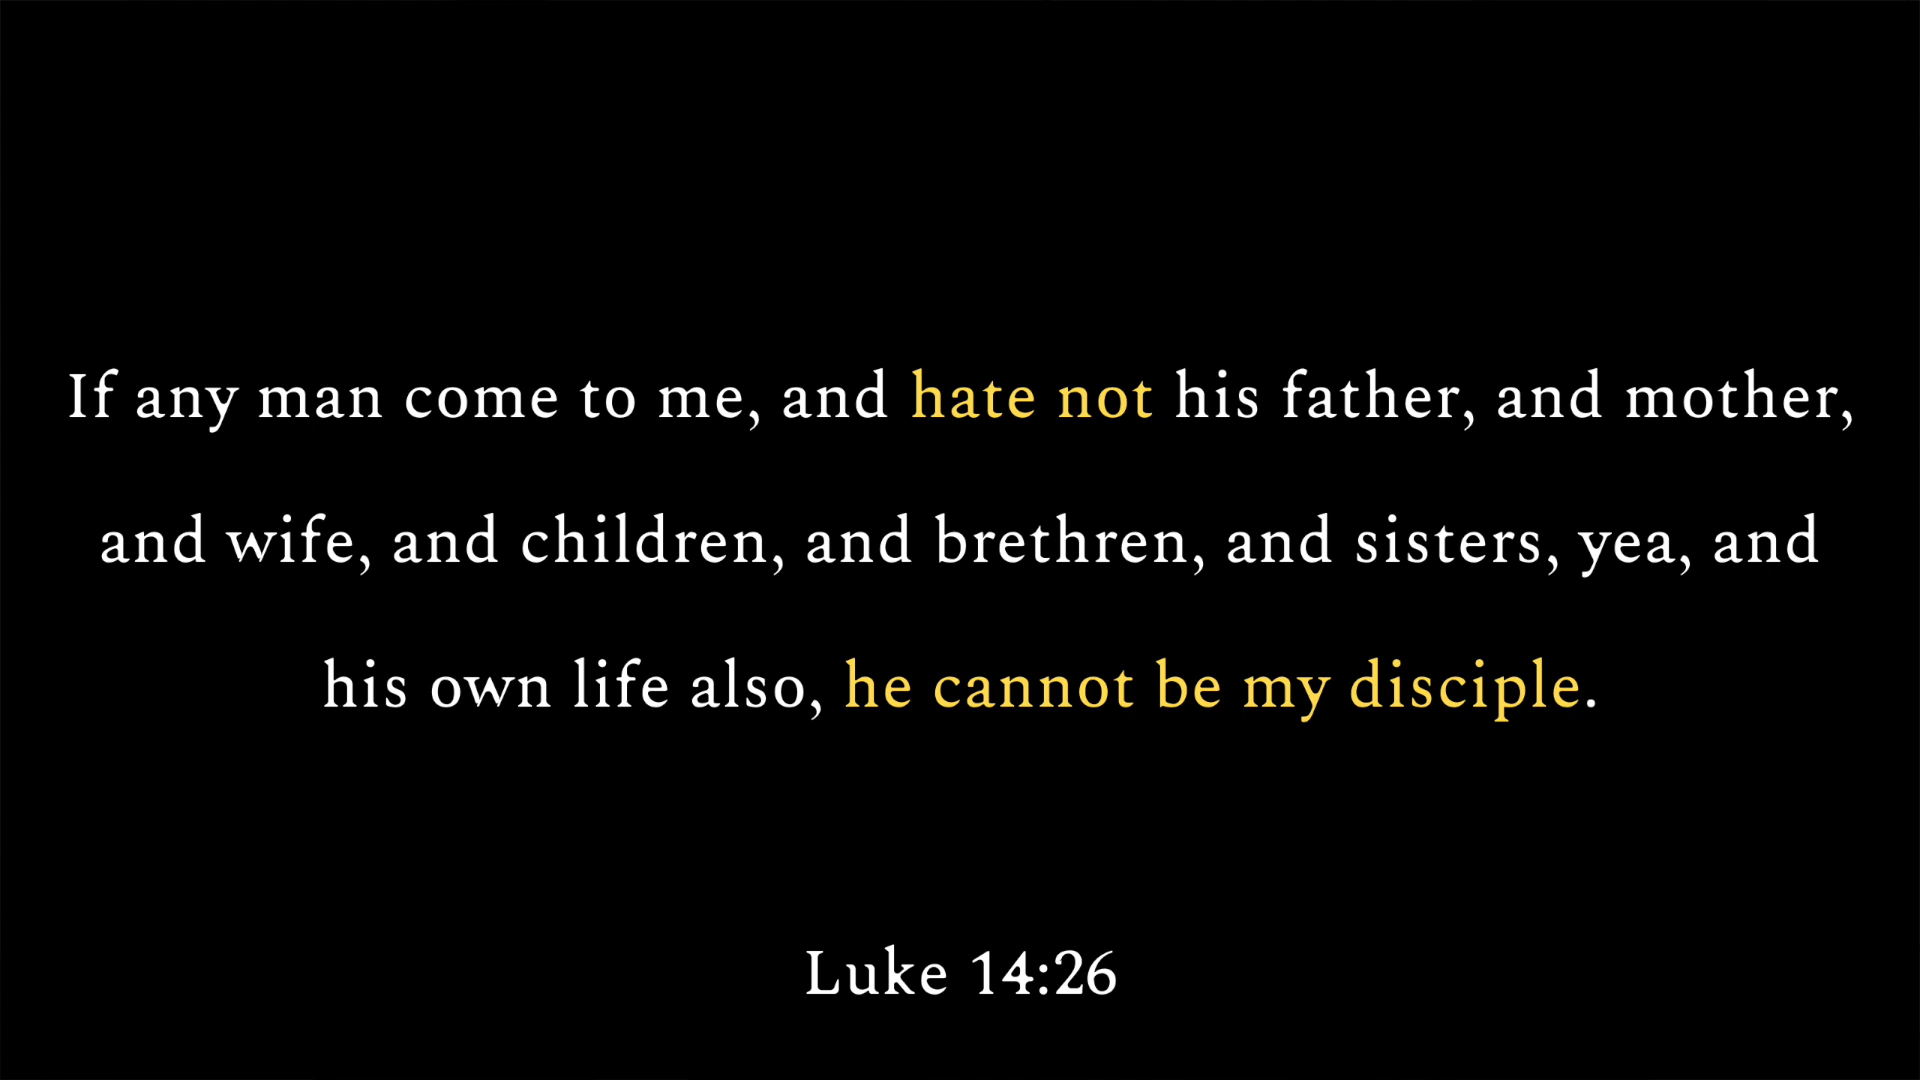 If any man come to me, and hate not his father, and mother,
and wife, and children, and brethren, and sisters, yea, and
his own life also, he cannot be my disciple.
Luke 14:26